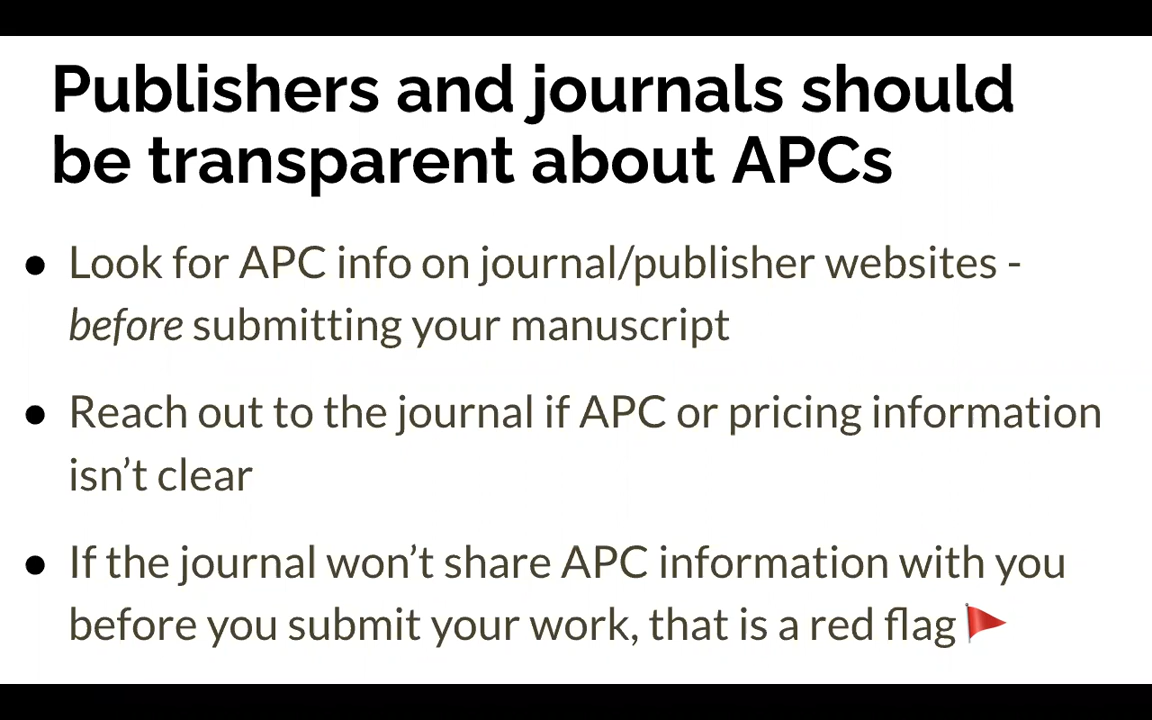 Publishers and journals should
be transparent about APCs
● Look for APC info on journal/publisher websites -
before submitting your manuscript
● Reach out to the journal if APC or pricing information
isn’t clear
● If the journal won’t share APC information with you
before you submit your work, that is a red flag🚩